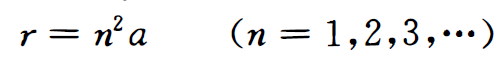 r = n²a (n = 1,2,3,⋯)